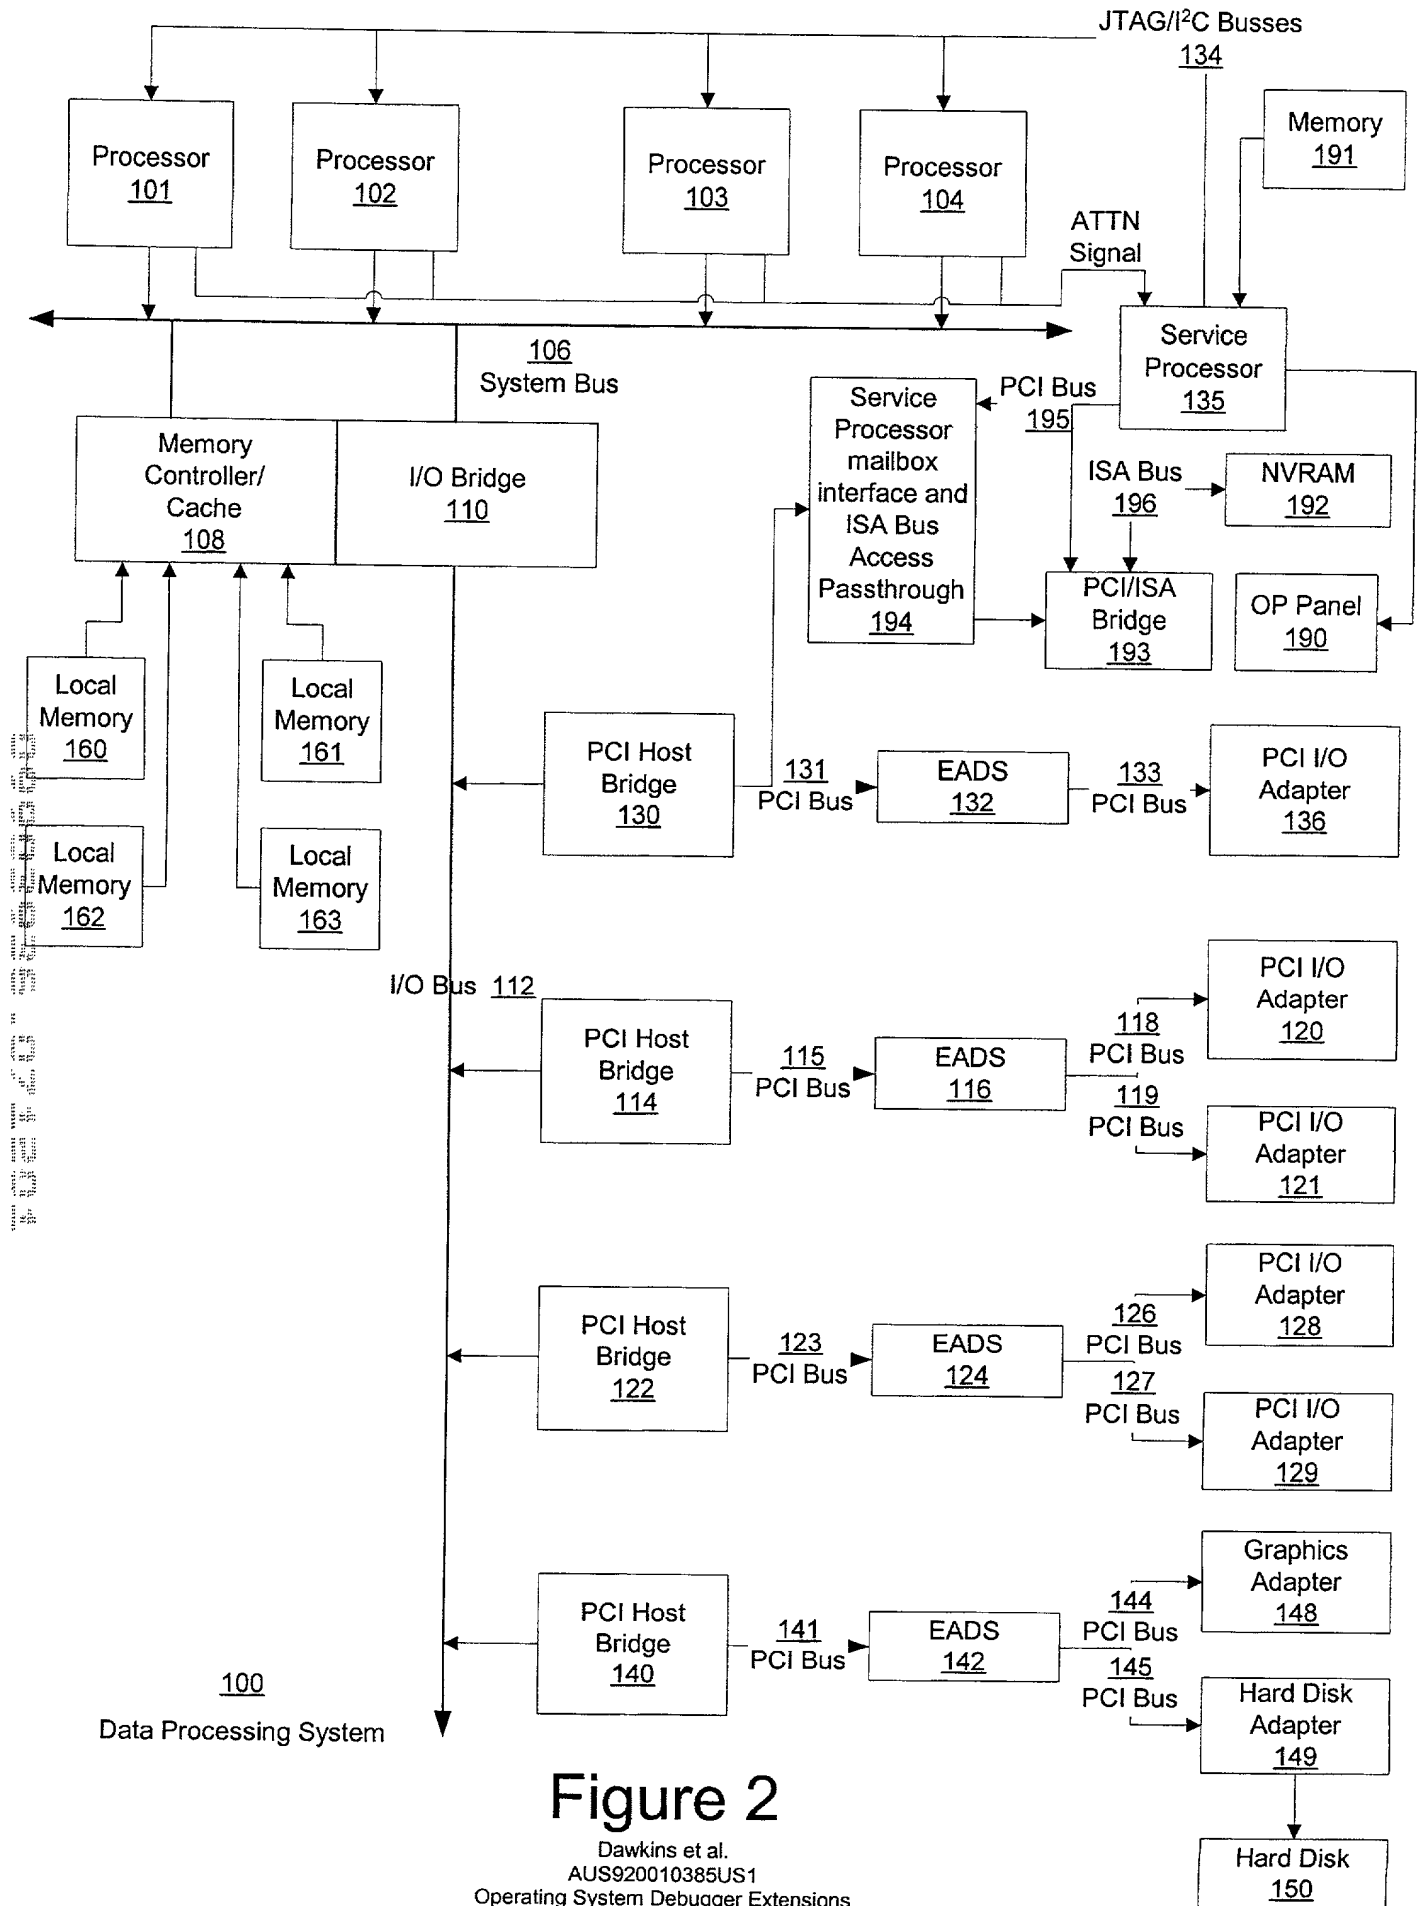 JTAG/I²C Busses
134
Memory
191
Processor
101
Processor
102
Processor
103
Processor
104
ATTN
Signal
Service
Processor
135
106
System Bus
PCI Bus
195
Service
Processor
mailbox
interface and
ISA Bus
Access
Passthrough
194
ISA Bus
196
NVRAM
192
Memory
Controller/
Cache
108
I/O Bridge
110
PCI/ISA
Bridge
193
OP Panel
190
Local
Memory
160
Local
Memory
161
Local
Memory
162
Local
Memory
163
PCI Host
Bridge
130
131
PCI Bus
EADS
132
133
PCI Bus
PCI I/O
Adapter
136
I/O Bus 112
PCI Host
Bridge
114
115
PCI Bus
EADS
116
118
PCI Bus
119
PCI Bus
PCI I/O
Adapter
120
PCI I/O
Adapter
121
PCI Host
Bridge
122
123
PCI Bus
EADS
124
126
PCI Bus
127
PCI Bus
PCI I/O
Adapter
128
PCI I/O
Adapter
129
PCI Host
Bridge
140
141
PCI Bus
EADS
142
144
PCI Bus
145
PCI Bus
Graphics
Adapter
148
Hard Disk
Adapter
149
Hard Disk
150
100
Data Processing System
Figure 2
Dawkins et al.
AUS920010385US1
Operating System Debugger Extensions